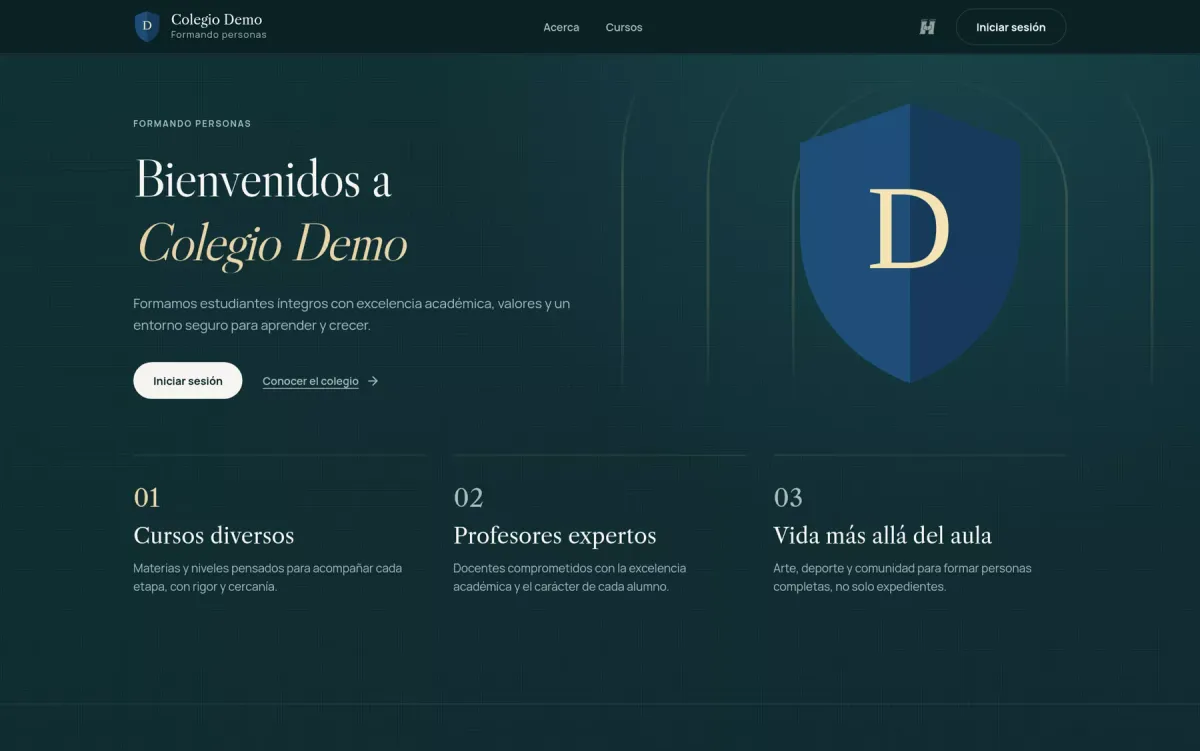 D
Colegio Demo
Formando personas
Acerca
Cursos
H
Iniciar sesión
FORMANDO PERSONAS
Bienvenidos a
Colegio Demo
Formamos estudiantes íntegros con excelencia académica, valores y un
entorno seguro para aprender y crecer.
Iniciar sesión
Conocer el colegio →
D
01
Cursos diversos
Materias y niveles pensados para acompañar cada
etapa, con rigor y cercanía.
02
Profesores expertos
Docentes comprometidos con la excelencia
académica y el carácter de cada alumno.
03
Vida más allá del aula
Arte, deporte y comunidad para formar personas
completas, no solo expedientes.